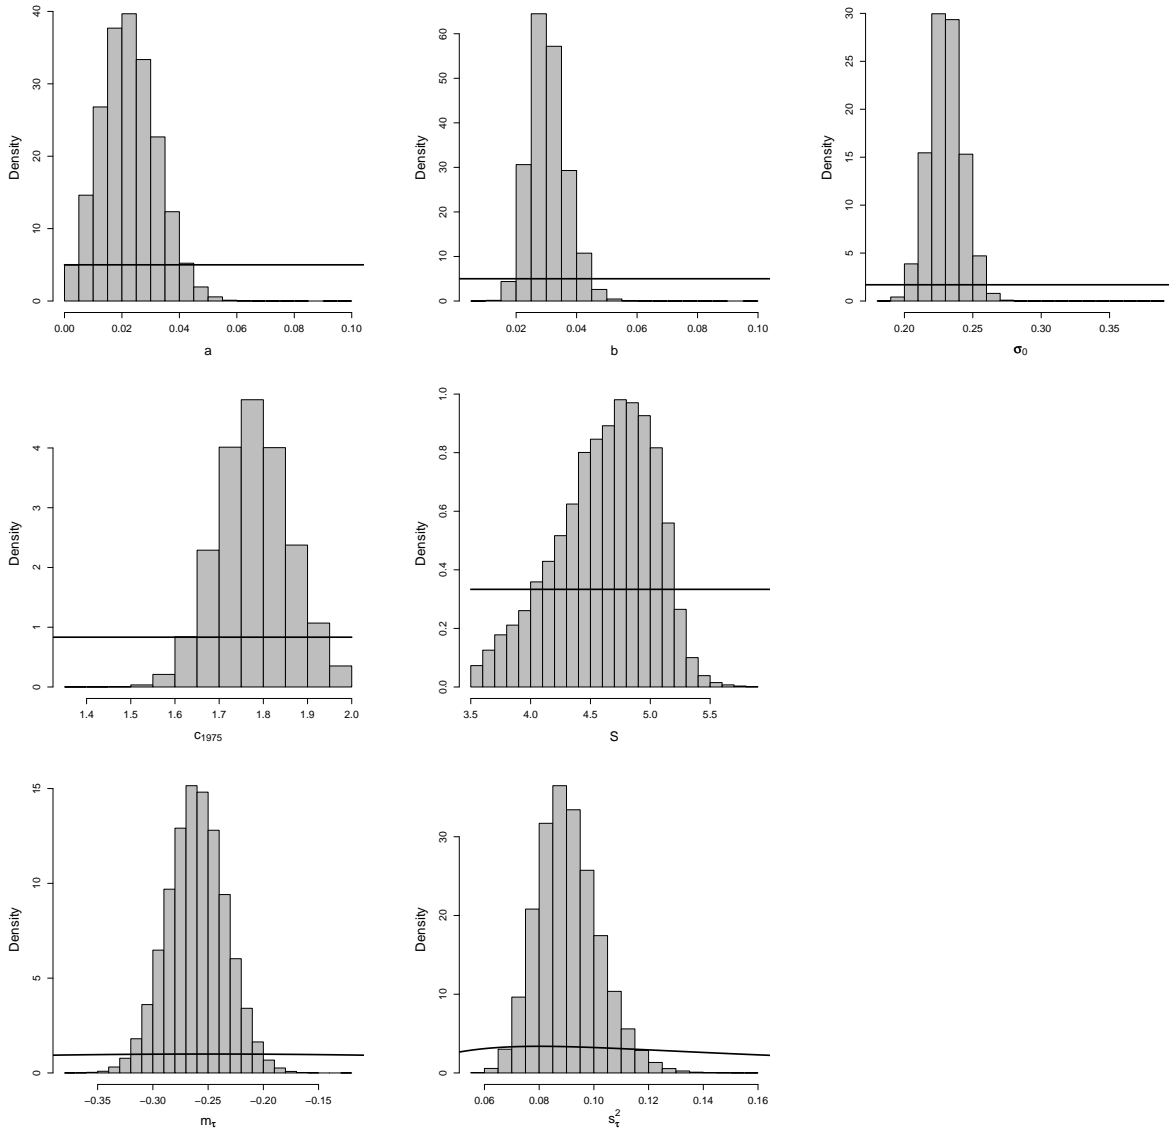 Density
0 10 20 30 40
0.00 0.02 0.04 0.06 0.08 0.10
a
Density
0 10 20 30 40 50 60
0.02 0.04 0.06 0.08 0.10
b
Density
0 5 10 15 20 25 30
0.20 0.25 0.30 0.35
σ₀
Density
0 1 2 3 4
1.4 1.5 1.6 1.7 1.8 1.9 2.0
c₁₉₇₅
Density
0.0 0.2 0.4 0.6 0.8 1.0
3.5 4.0 4.5 5.0 5.5
S
Density
0 5 10 15
−0.35 −0.30 −0.25 −0.20 −0.15
m_τ
Density
0 10 20 30
0.06 0.08 0.10 0.12 0.14 0.16
s_τ²